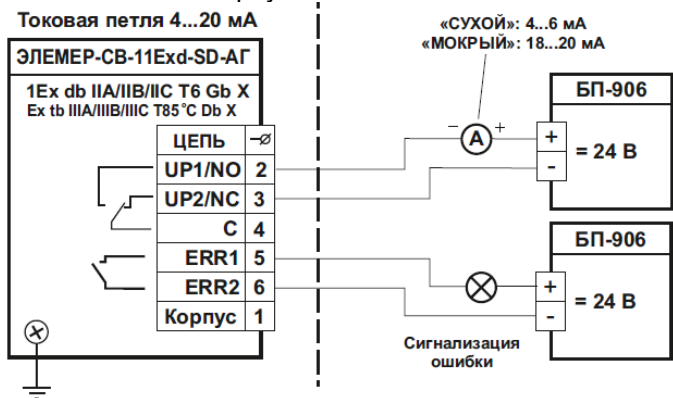 Токовая петля 4...20 мА
ЭЛЕМЕР-СВ-11Exd-SD-АГ
1Ex db IIA/IIB/IIC T6 Gb X
Ex tb IIIA/IIIB/IIIC T85°C Db X
ЦЕПЬ
UP1/NO 2
UP2/NC 3
C 4
ERR1 5
ERR2 6
Корпус 1
«СУХОЙ»: 4...6 мА
«МОКРЫЙ»: 18...20 мА
− A +
БП-906
+
-
= 24 В
БП-906
+
-
= 24 В
Сигнализация
ошибки